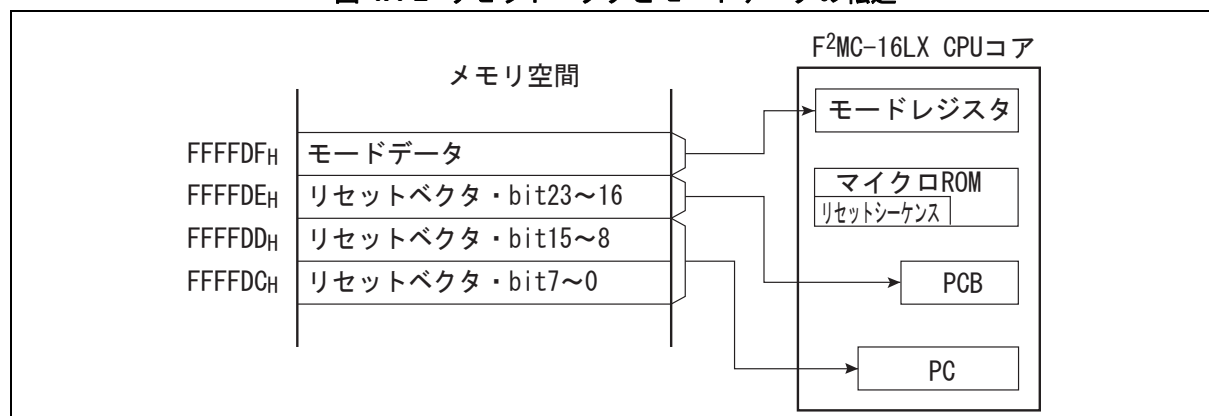 F²MC-16LX CPUコア
メモリ空間
モードレジスタ
FFFFDFH モードデータ
マイクロROM
FFFFDEH リセットベクタ・bit23～16
リセットシーケンス
FFFFDDH リセットベクタ・bit15～8
FFFFDCH リセットベクタ・bit7～0
PCB
PC